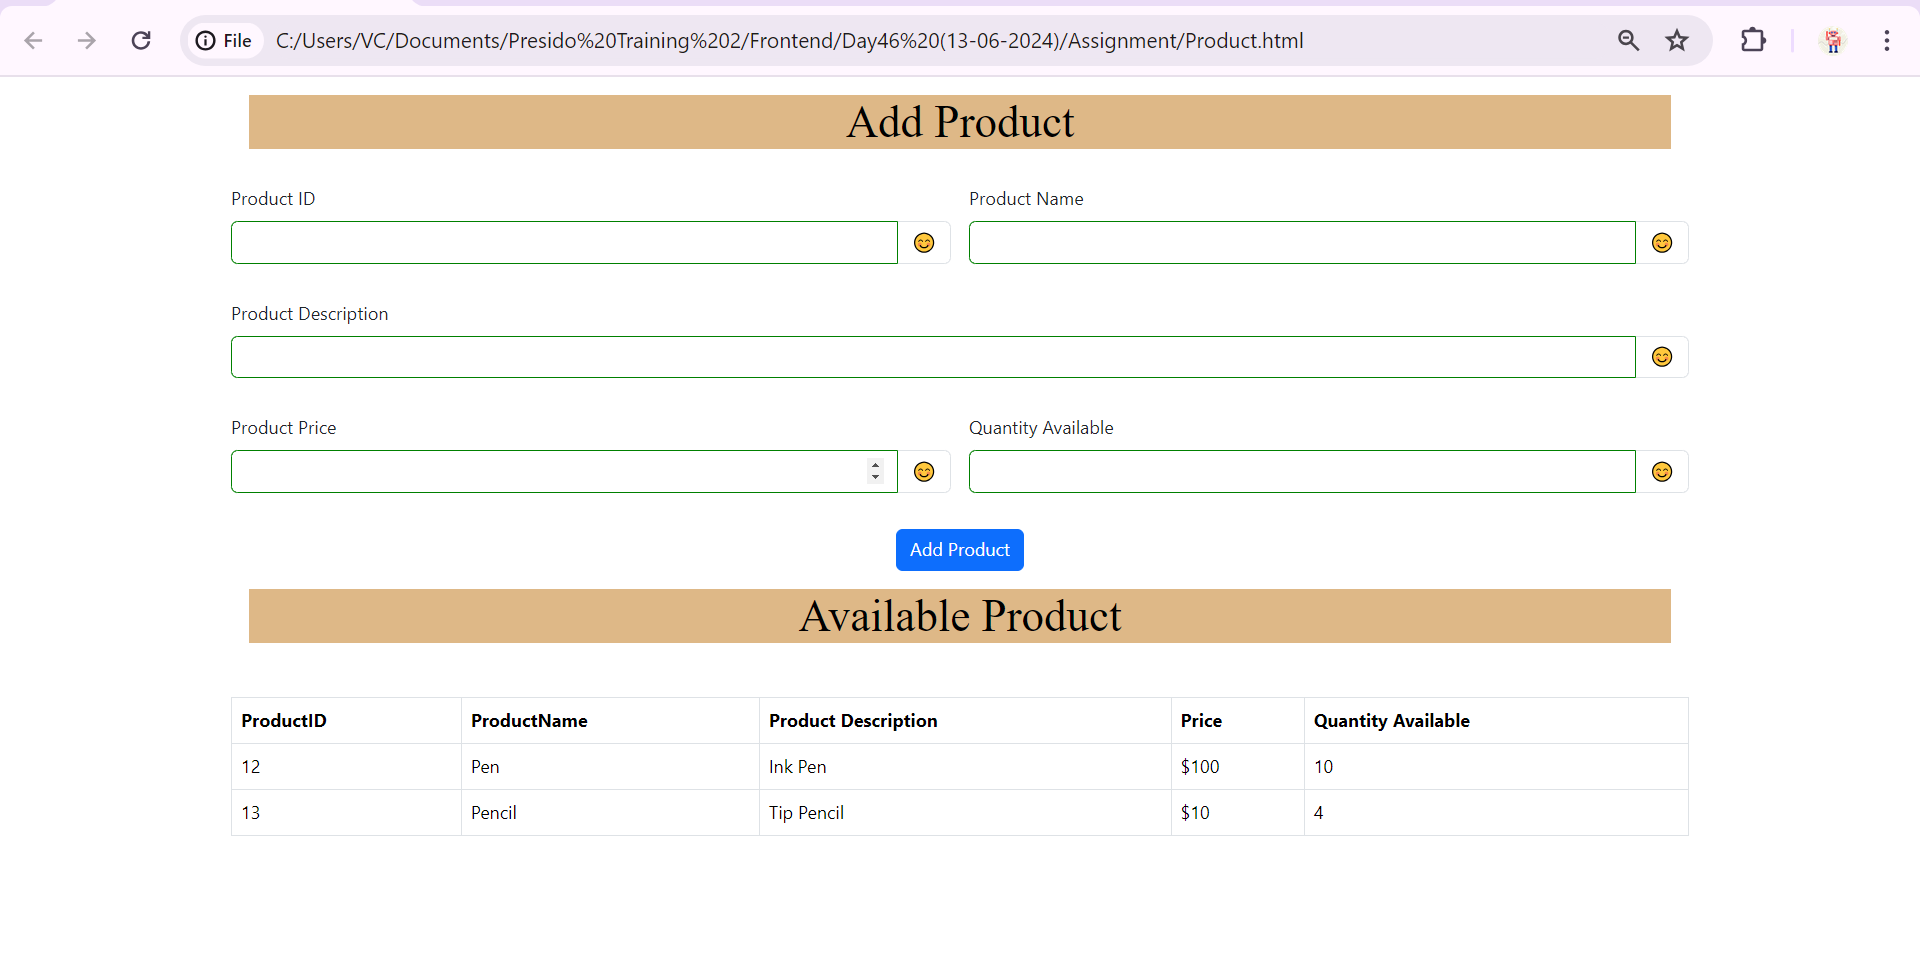 File C:/Users/VC/Documents/Presido%20Training%202/Frontend/Day46%20(13-06-2024)/Assignment/Product.html
Add Product
Product ID Product Name
Product Description
Product Price Quantity Available
Add Product
Available Product
ProductID ProductName Product Description Price Quantity Available
12 Pen Ink Pen $100 10
13 Pencil Tip Pencil $10 4